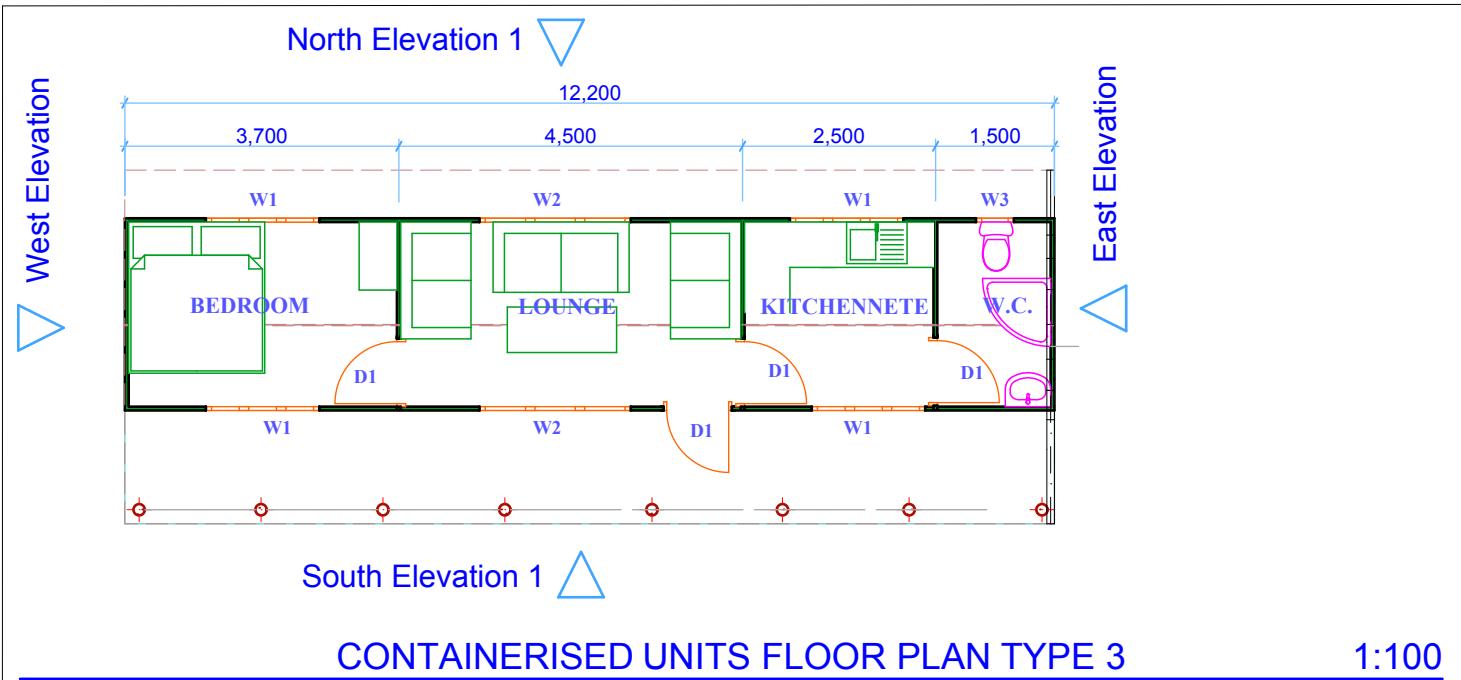 North Elevation 1
West Elevation
East Elevation
12,200
3,700 4,500 2,500 1,500
W1 W2 W1 W3
BEDROOM LOUNGE KITCHENNETE W.C.
D1 D1 D1
W1 W2 D1 W1
South Elevation 1
CONTAINERISED UNITS FLOOR PLAN TYPE 3 1:100